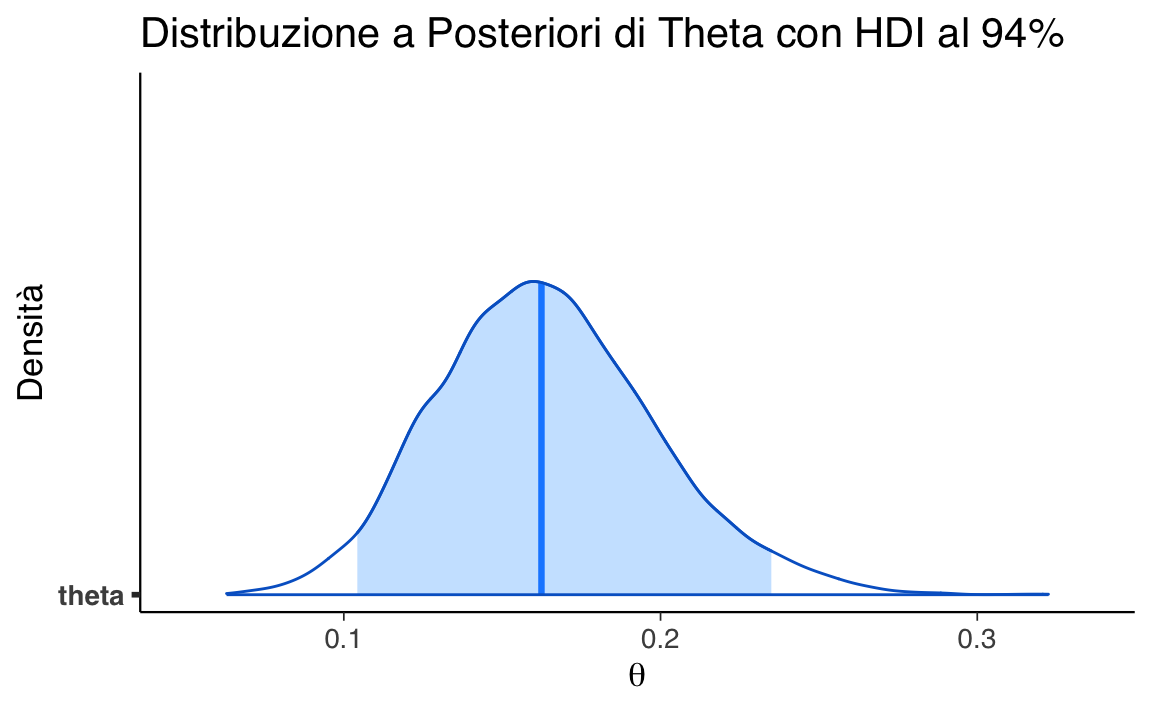 Distribuzione a Posteriori di Theta con HDI al 94%
Densità
theta
0.1
0.2
0.3
θ